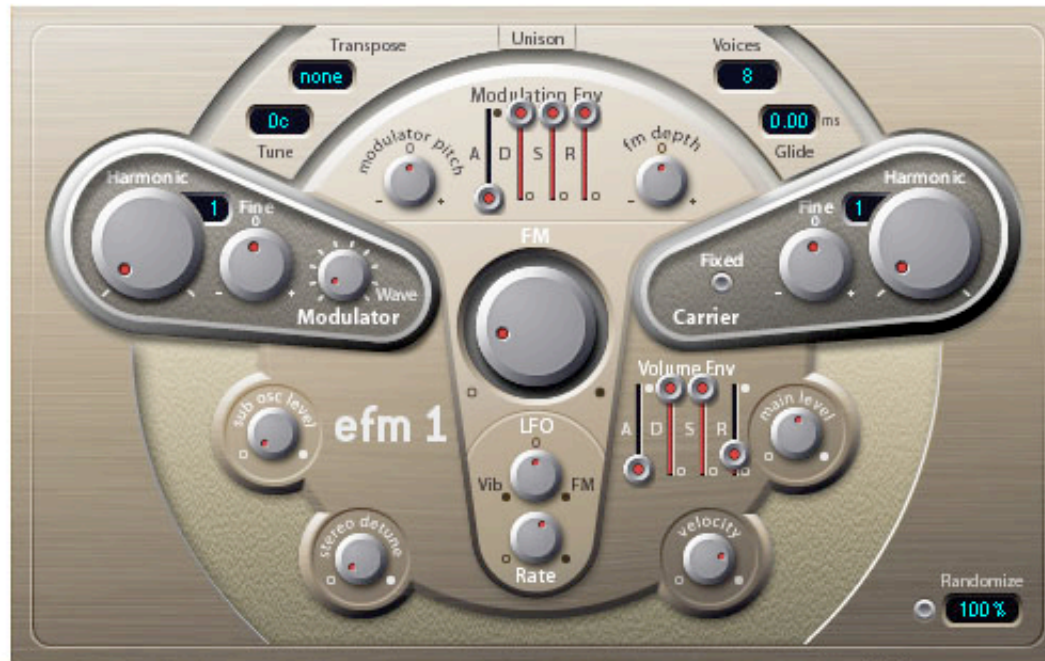 Transpose
Unison
Voices
none
8
Modulation Env
0c
0.00 ms
Tune
modulator pitch
A D S R
fm depth
Glide
0
0
- +
- +
Harmonic
1
Fine
0
- +
Wave
Modulator
FM
Harmonic
1
Fine
0
- +
Fixed
Carrier
sub osc level
efm 1
LFO
0
Vib
FM
Rate
Volume Env
A D S R
main level
stereo detune
velocity
Randomize
100 %